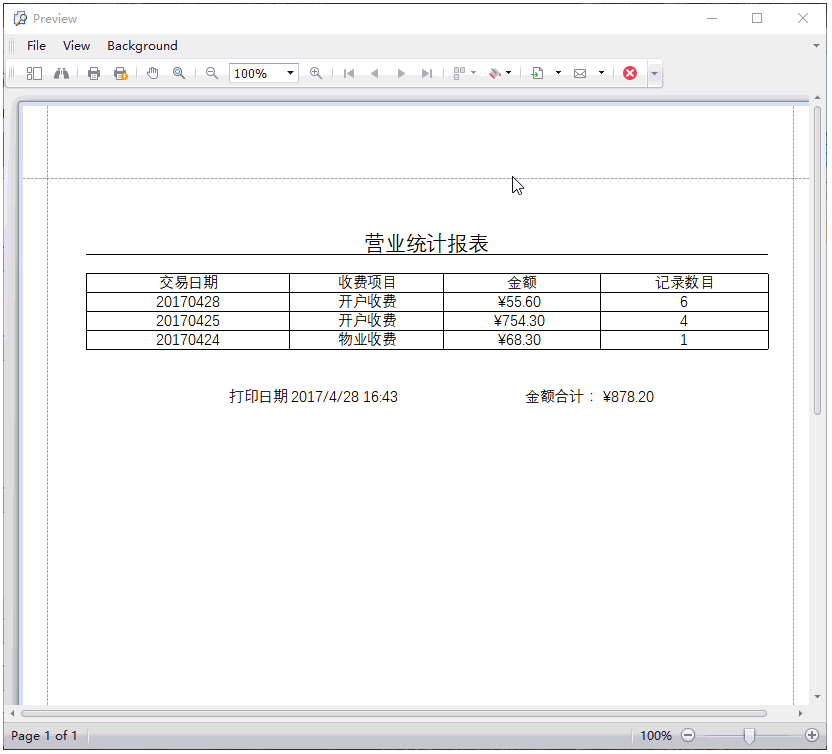 Preview
File View Background
100%
营业统计报表
交易日期 收费项目 金额 记录数目
20170428 开户收费 ¥55.60 6
20170425 开户收费 ¥754.30 4
20170424 物业收费 ¥68.30 1
打印日期 2017/4/28 16:43 金额合计： ¥878.20
Page 1 of 1 100%